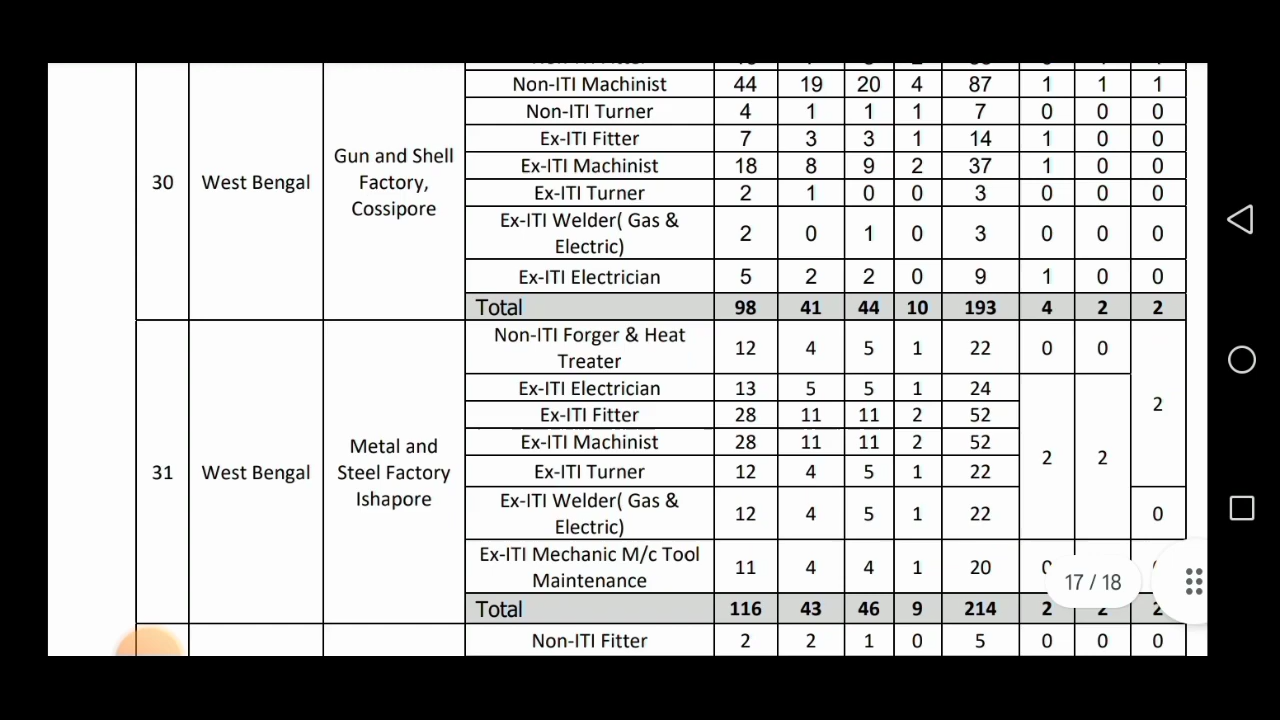 Non-ITI Machinist 44 19 20 4 87 1 1 1
Non-ITI Turner 4 1 1 1 7 0 0 0
Ex-ITI Fitter 7 3 3 1 14 1 0 0
30 West Bengal Gun and Shell
Factory,
Cossipore
Ex-ITI Machinist 18 8 9 2 37 1 0 0
Ex-ITI Turner 2 1 0 0 3 0 0 0
Ex-ITI Welder( Gas &
Electric) 2 0 1 0 3 0 0 0
Ex-ITI Electrician 5 2 2 0 9 1 0 0
Total 98 41 44 10 193 4 2 2
31 West Bengal Metal and
Steel Factory
Ishapore
Non-ITI Forger & Heat
Treater 12 4 5 1 22 0 0 2
Ex-ITI Electrician 13 5 5 1 24 2 2
Ex-ITI Fitter 28 11 11 2 52
Ex-ITI Machinist 28 11 11 2 52
Ex-ITI Turner 12 4 5 1 22
Ex-ITI Welder( Gas &
Electric) 12 4 5 1 22 0
Ex-ITI Mechanic M/c Tool
Maintenance 11 4 4 1 20
17 / 18
Total 116 43 46 9 214 2 2 2
Non-ITI Fitter 2 2 1 0 5 0 0 0